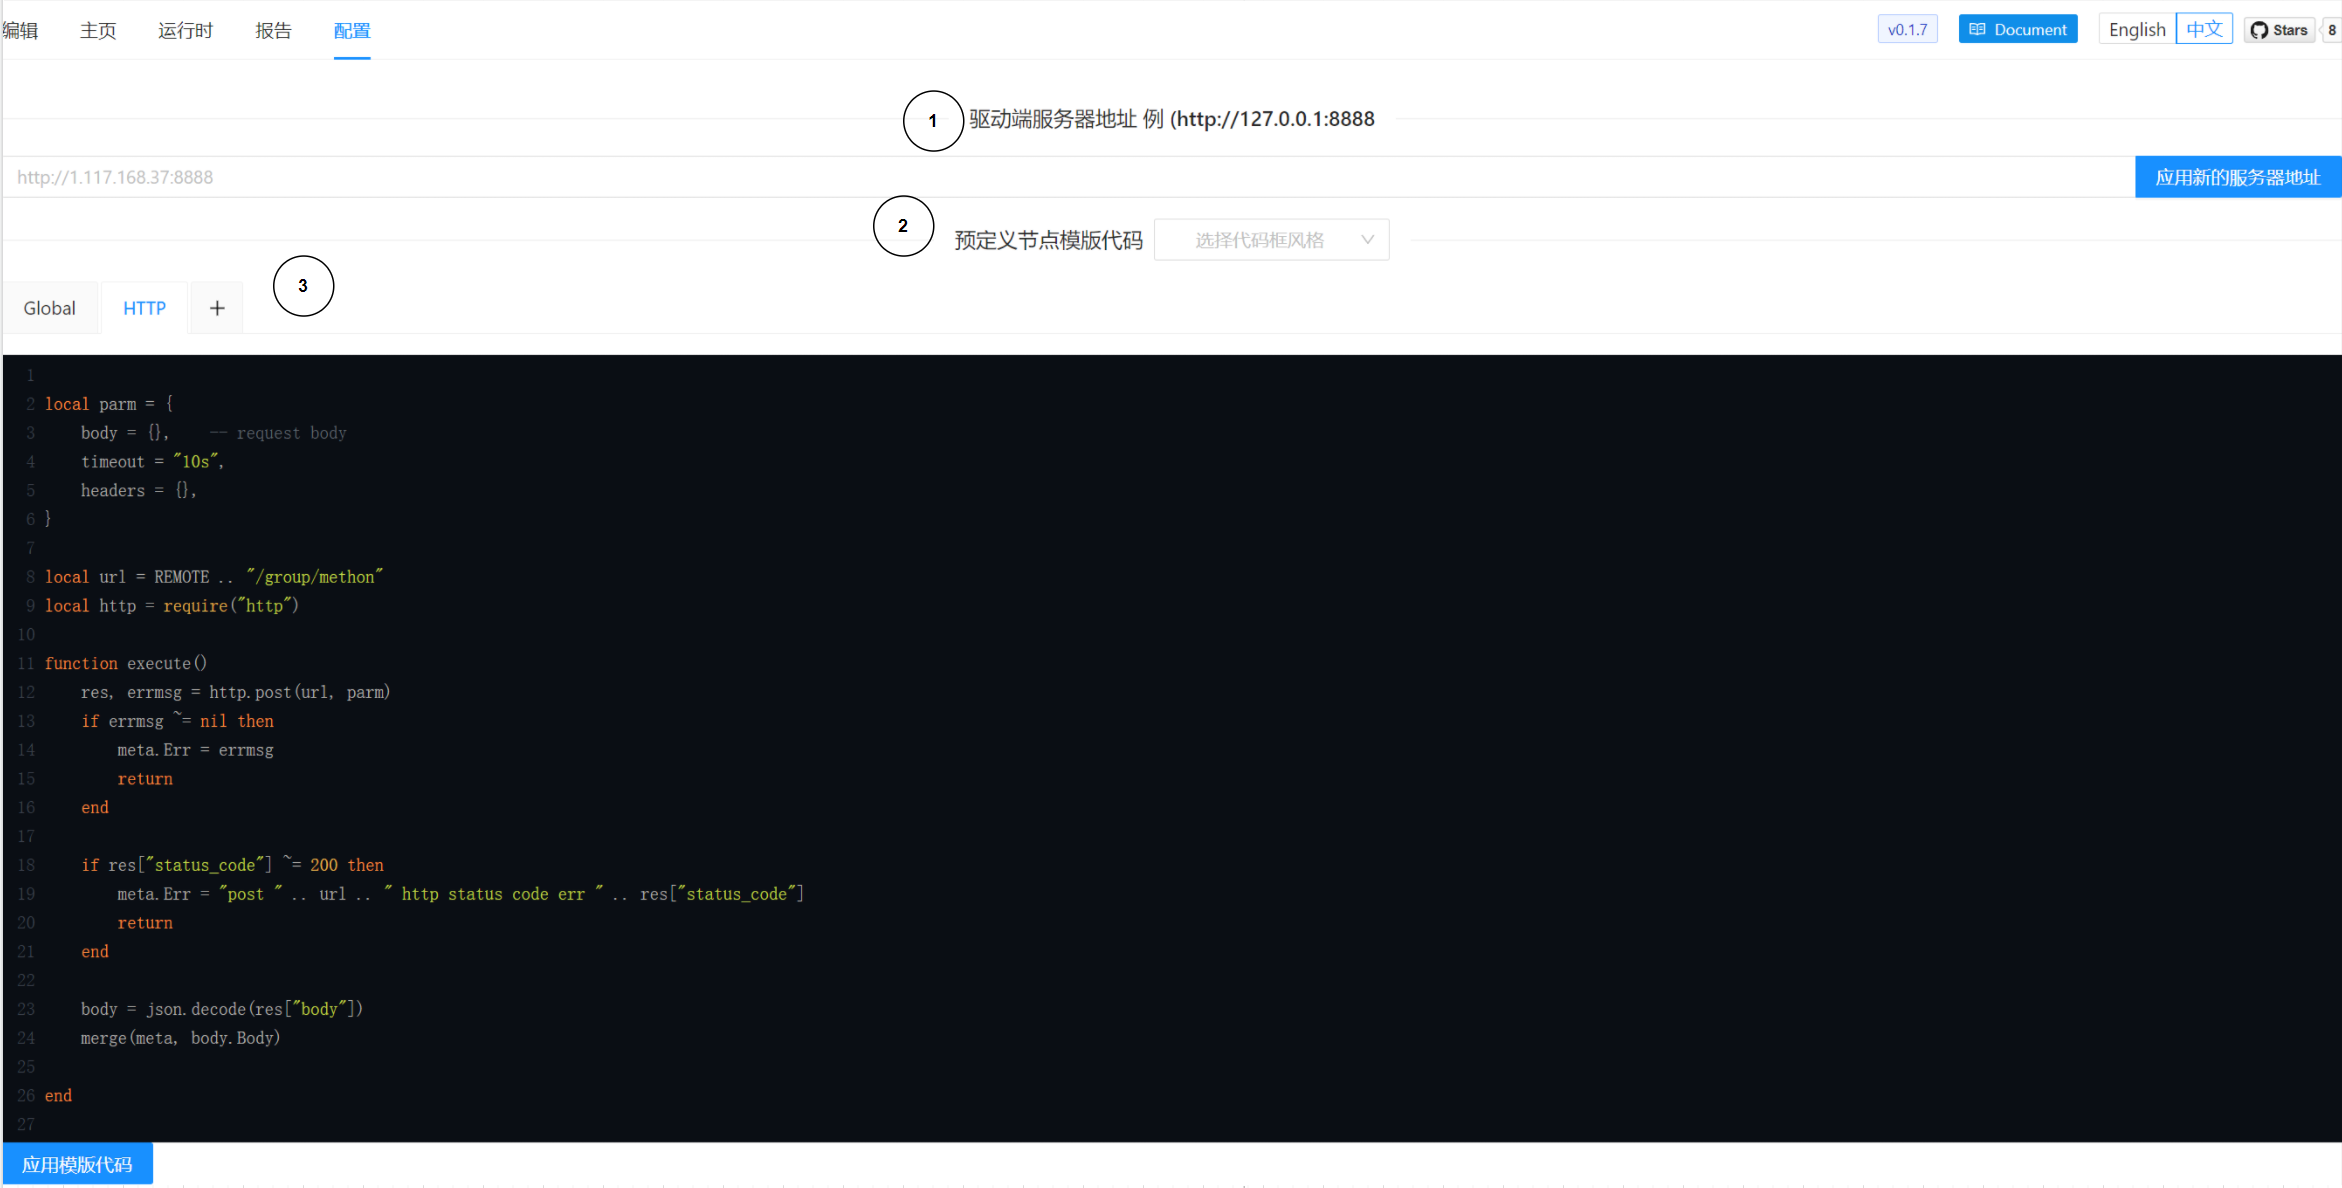 编辑 主页 运行时 报告 配置 v0.1.7 Document English 中文 Stars 8
1 驱动端服务器地址 例 (http://127.0.0.1:8888
http://1.117.168.37:8888 应用新的服务器地址
2 预定义节点模版代码 选择代码框风格
3
Global HTTP +
1
2 local parm = {
3     body = {},    -- request body
4     timeout = "10s",
5     headers = {},
6 }
7
8 local url = REMOTE .. "/group/methon"
9 local http = require("http")
10
11 function execute()
12     res, errmsg = http.post(url, parm)
13     if errmsg ~= nil then
14         meta.Err = errmsg
15         return
16     end
17
18     if res["status_code"] ~= 200 then
19         meta.Err = "post " .. url .. " http status code err " .. res["status_code"]
20         return
21     end
22
23     body = json.decode(res["body"])
24     merge(meta, body.Body)
25
26 end
27
应用模版代码